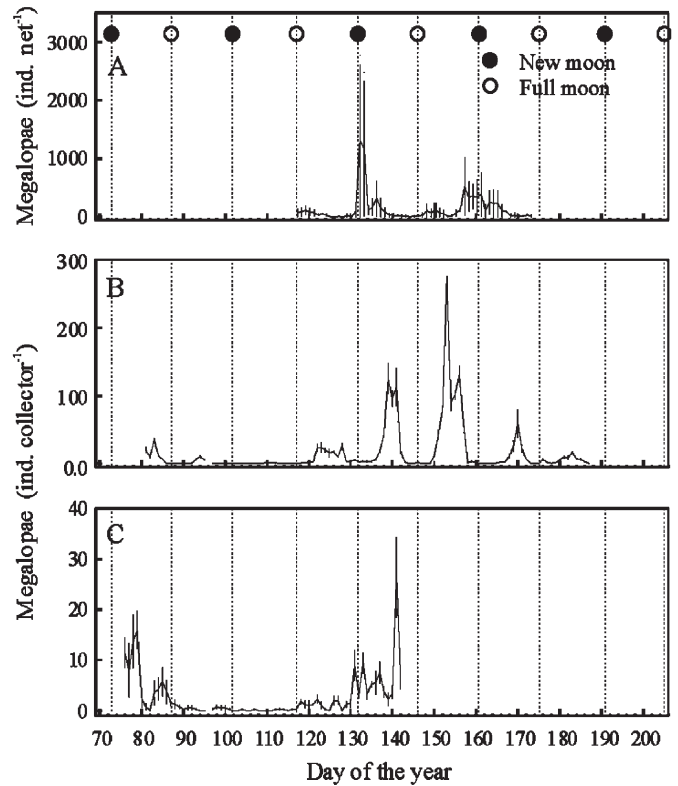 3000
2000
1000
0
A
New moon
Full moon
Megalopae (ind. net⁻¹)
300
200
100
0.0
B
Megalopae (ind. collector⁻¹)
40
30
20
10
0
C
70 80 90 100 110 120 130 140 150 160 170 180 190 200
Day of the year